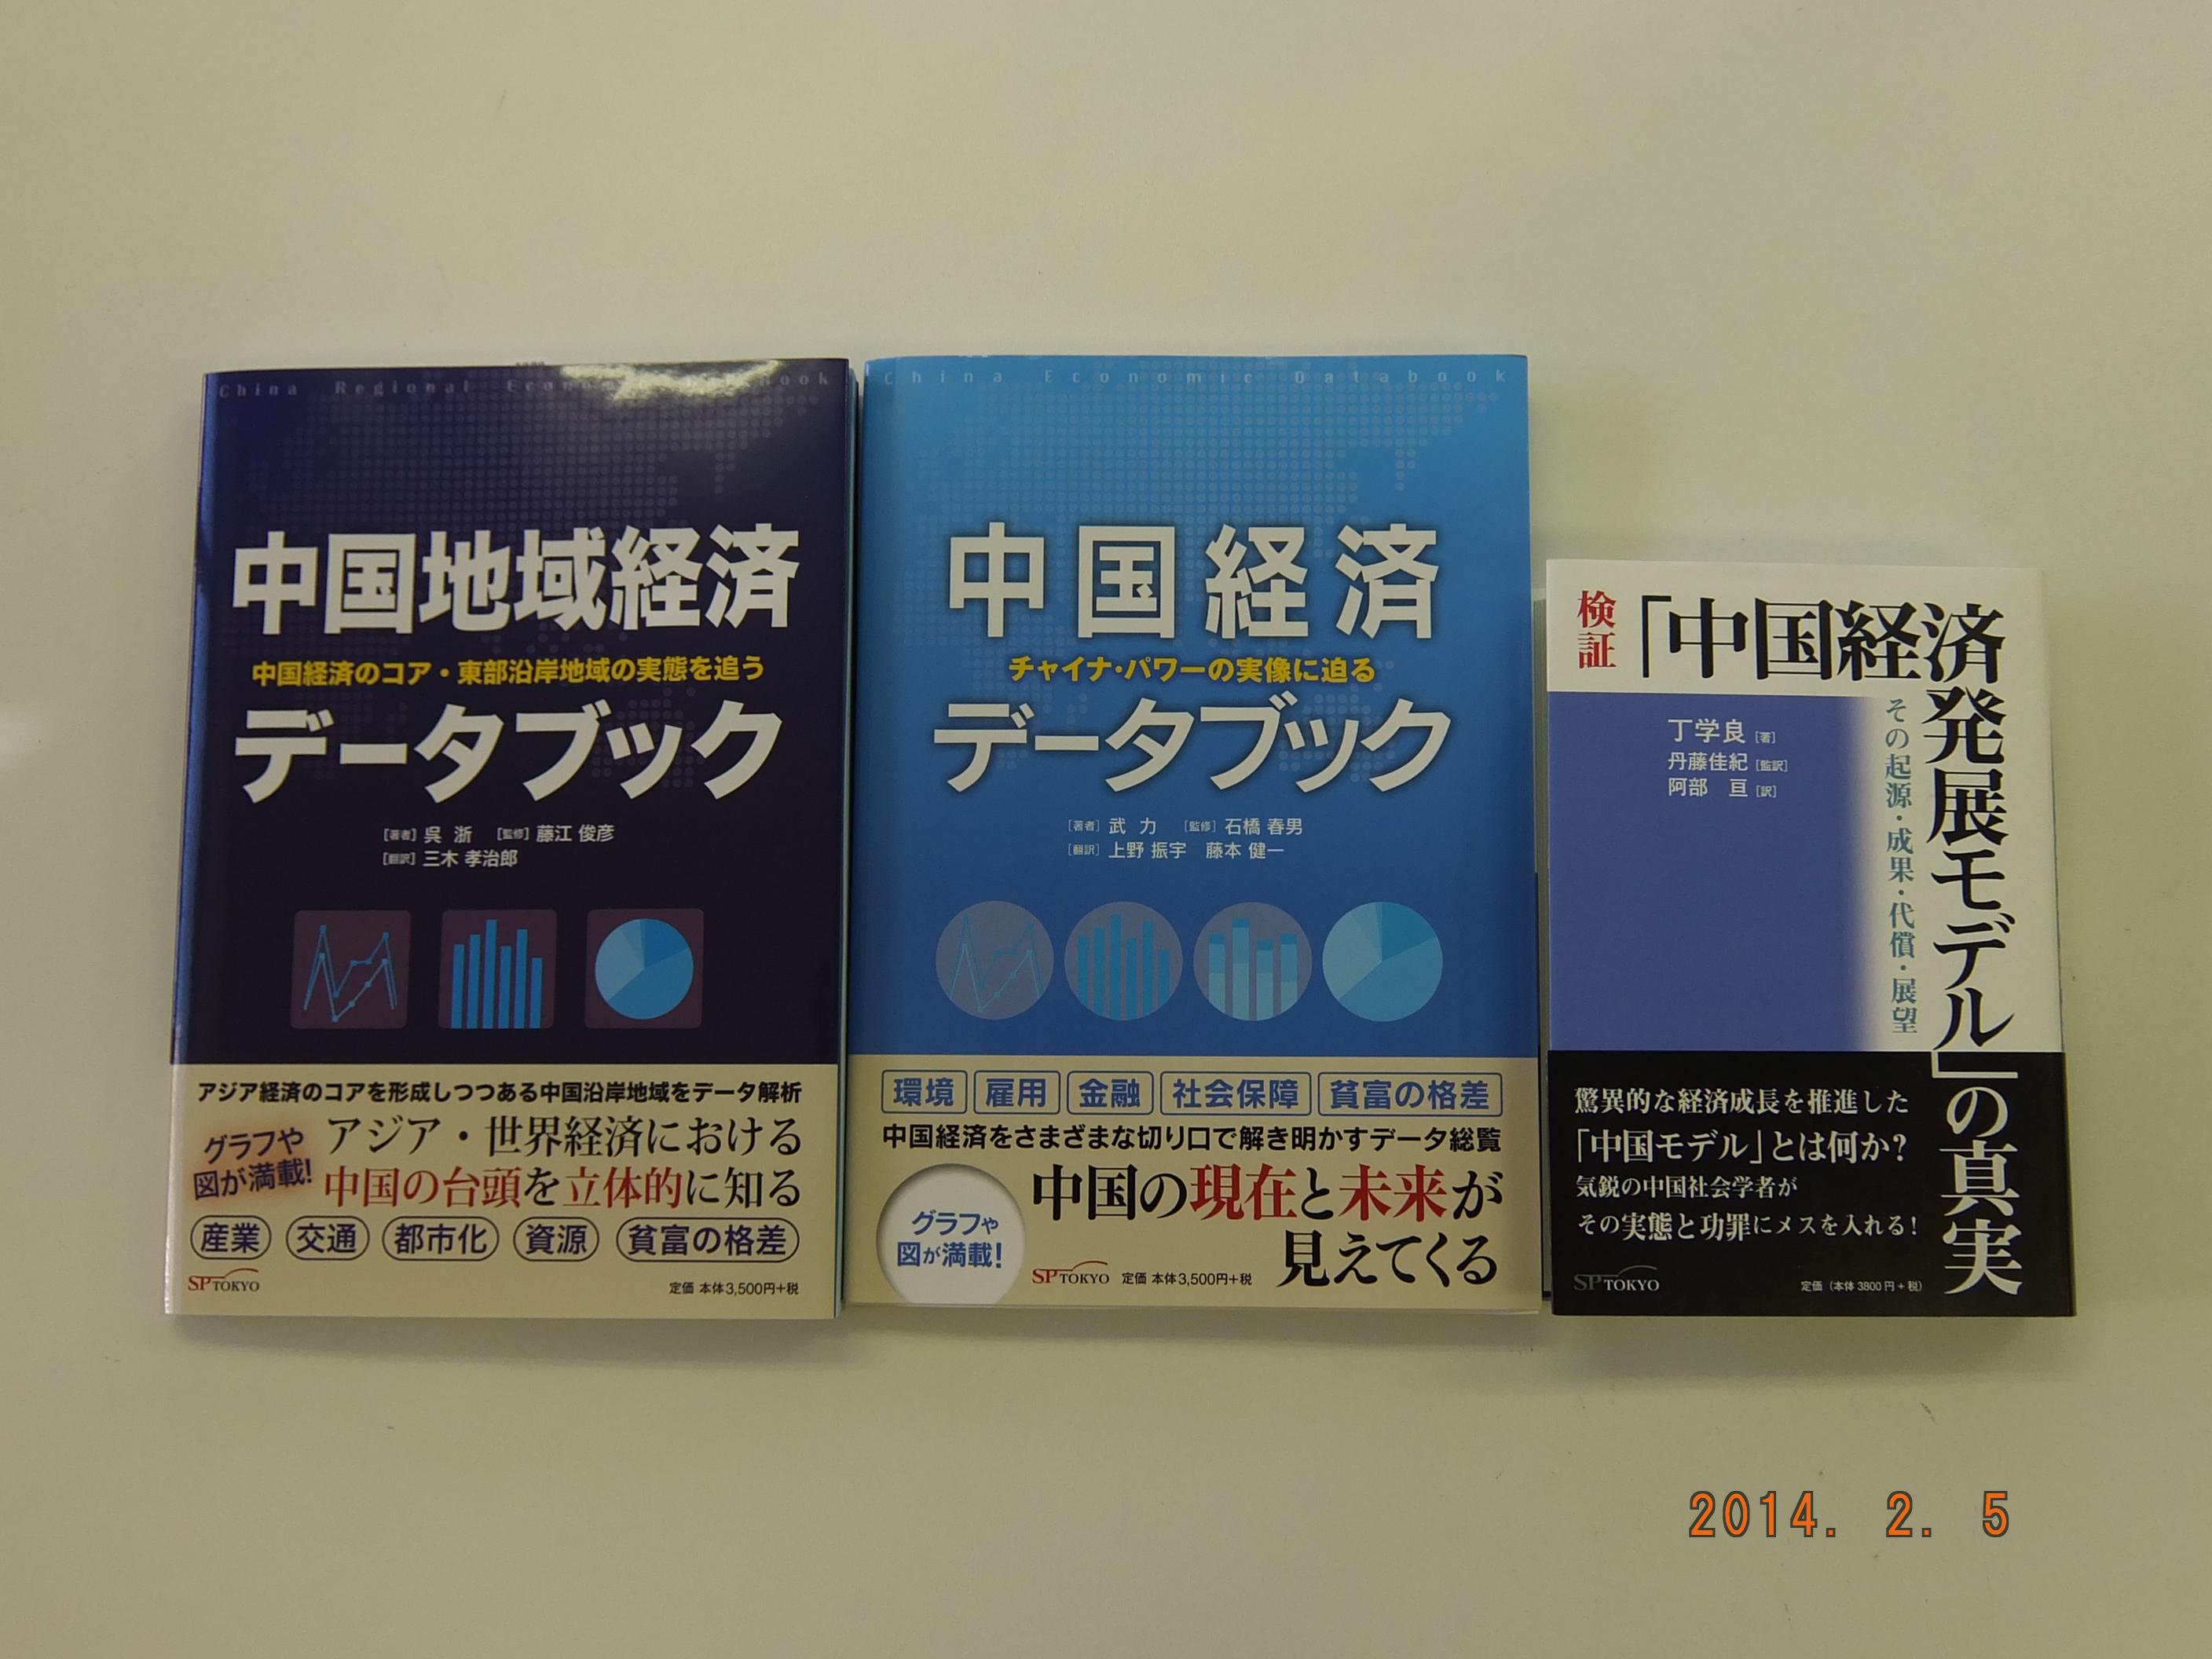 China Regional Econo Book
中国地域経済
中国経済のコア・東部沿岸地域の実態を追う
データブック
[著者] 呉 浙 [監修] 藤江 俊彦
[翻訳] 三木 孝治郎
アジア経済のコアを形成しつつある中国沿岸地域をデータ解析
グラフや
図が満載!
アジア・世界経済における
中国の台頭を立体的に知る
産業 交通 都市化 資源 貧富の格差
SP TOKYO
定価 本体3,500円+税
China Economic Databook
中国経済
チャイナ・パワーの実像に迫る
データブック
[著者] 武 力 [監修] 石橋 春男
[翻訳] 上野 振宇 藤本 健一
環境 雇用 金融 社会保障 貧富の格差
中国経済をさまざまな切り口で解き明かすデータ総覧
グラフや
図が満載!
中国の現在と未来が
見えてくる
SP TOKYO 定価 本体3,500円+税
検証
「中国経済発展モデル」の真実
その起源・成果・代償・展望
丁学良 [著]
丹藤佳紀 [監訳]
阿部 亘 [訳]
驚異的な経済成長を推進した
「中国モデル」とは何か?
気鋭の中国社会学者が
その実態と功罪にメスを入れる!
SP TOKYO
定価 (本体3800円+税)
2014. 2. 5